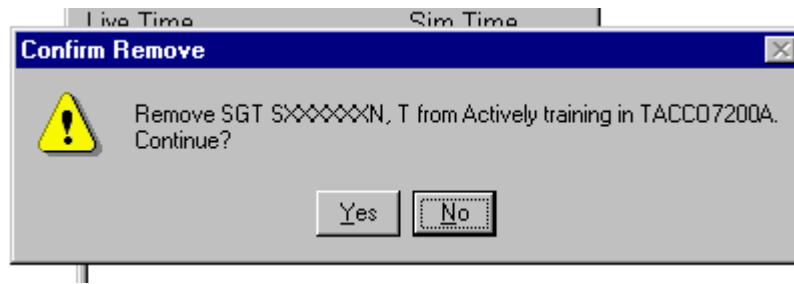 Live Time Sim Time
Confirm Remove
Remove SGT SXXXXXXN, T from Actively training in TACCO7200A.
Continue?
Yes No